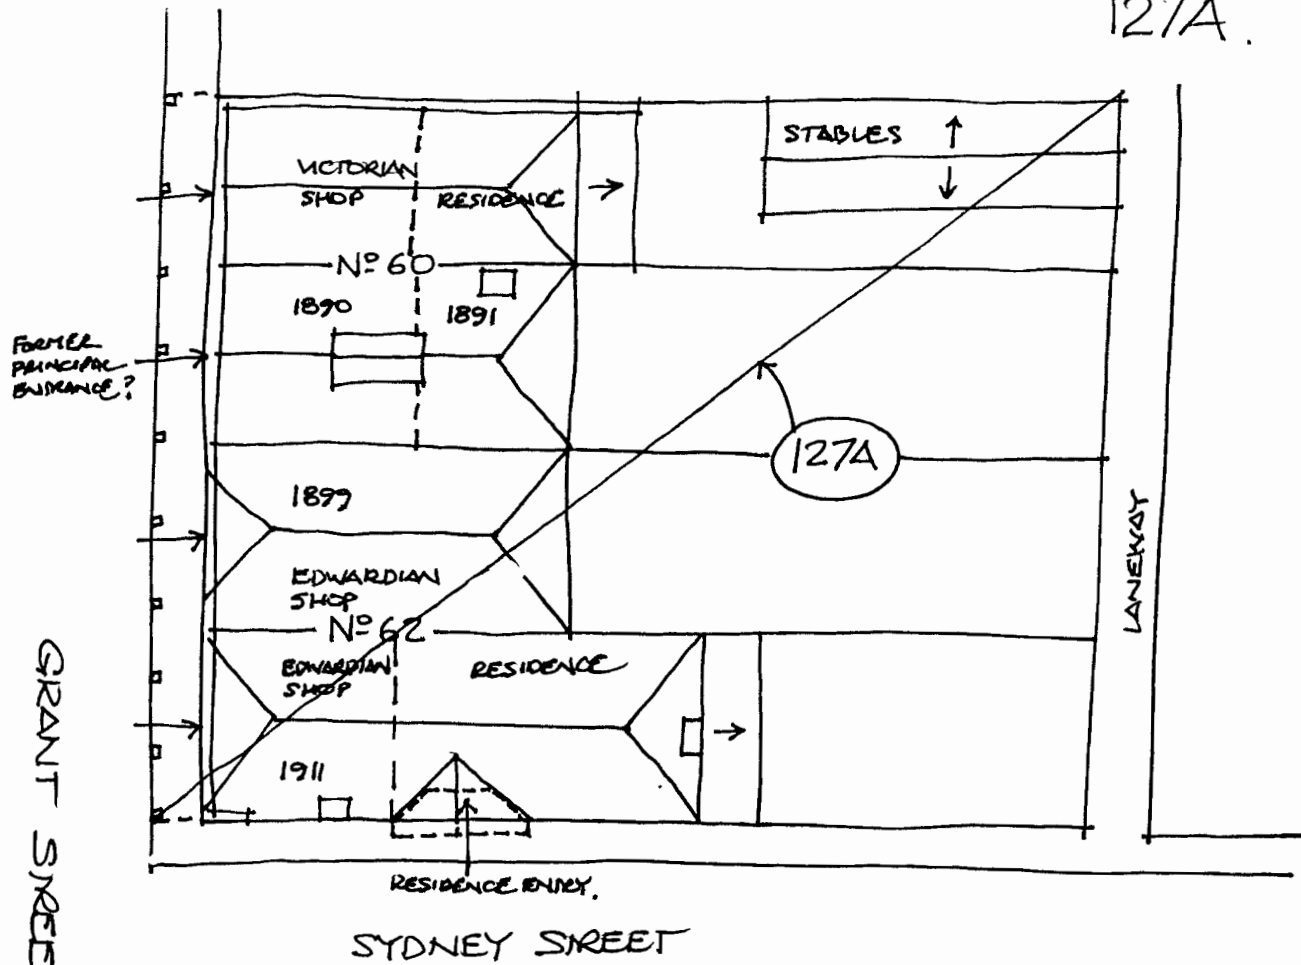 127A.
STABLES
VICTORIAN
SHOP
RESIDENCE
Nº 60
1890
1891
FORMER
PRINCIPAL
ENTRANCE?
127A
1899
EDWARDIAN
SHOP
LANEWAY
Nº 62
EDWARDIAN
SHOP
RESIDENCE
1911
RESIDENCE ENTRY.
GRANT STREE
SYDNEY STREET